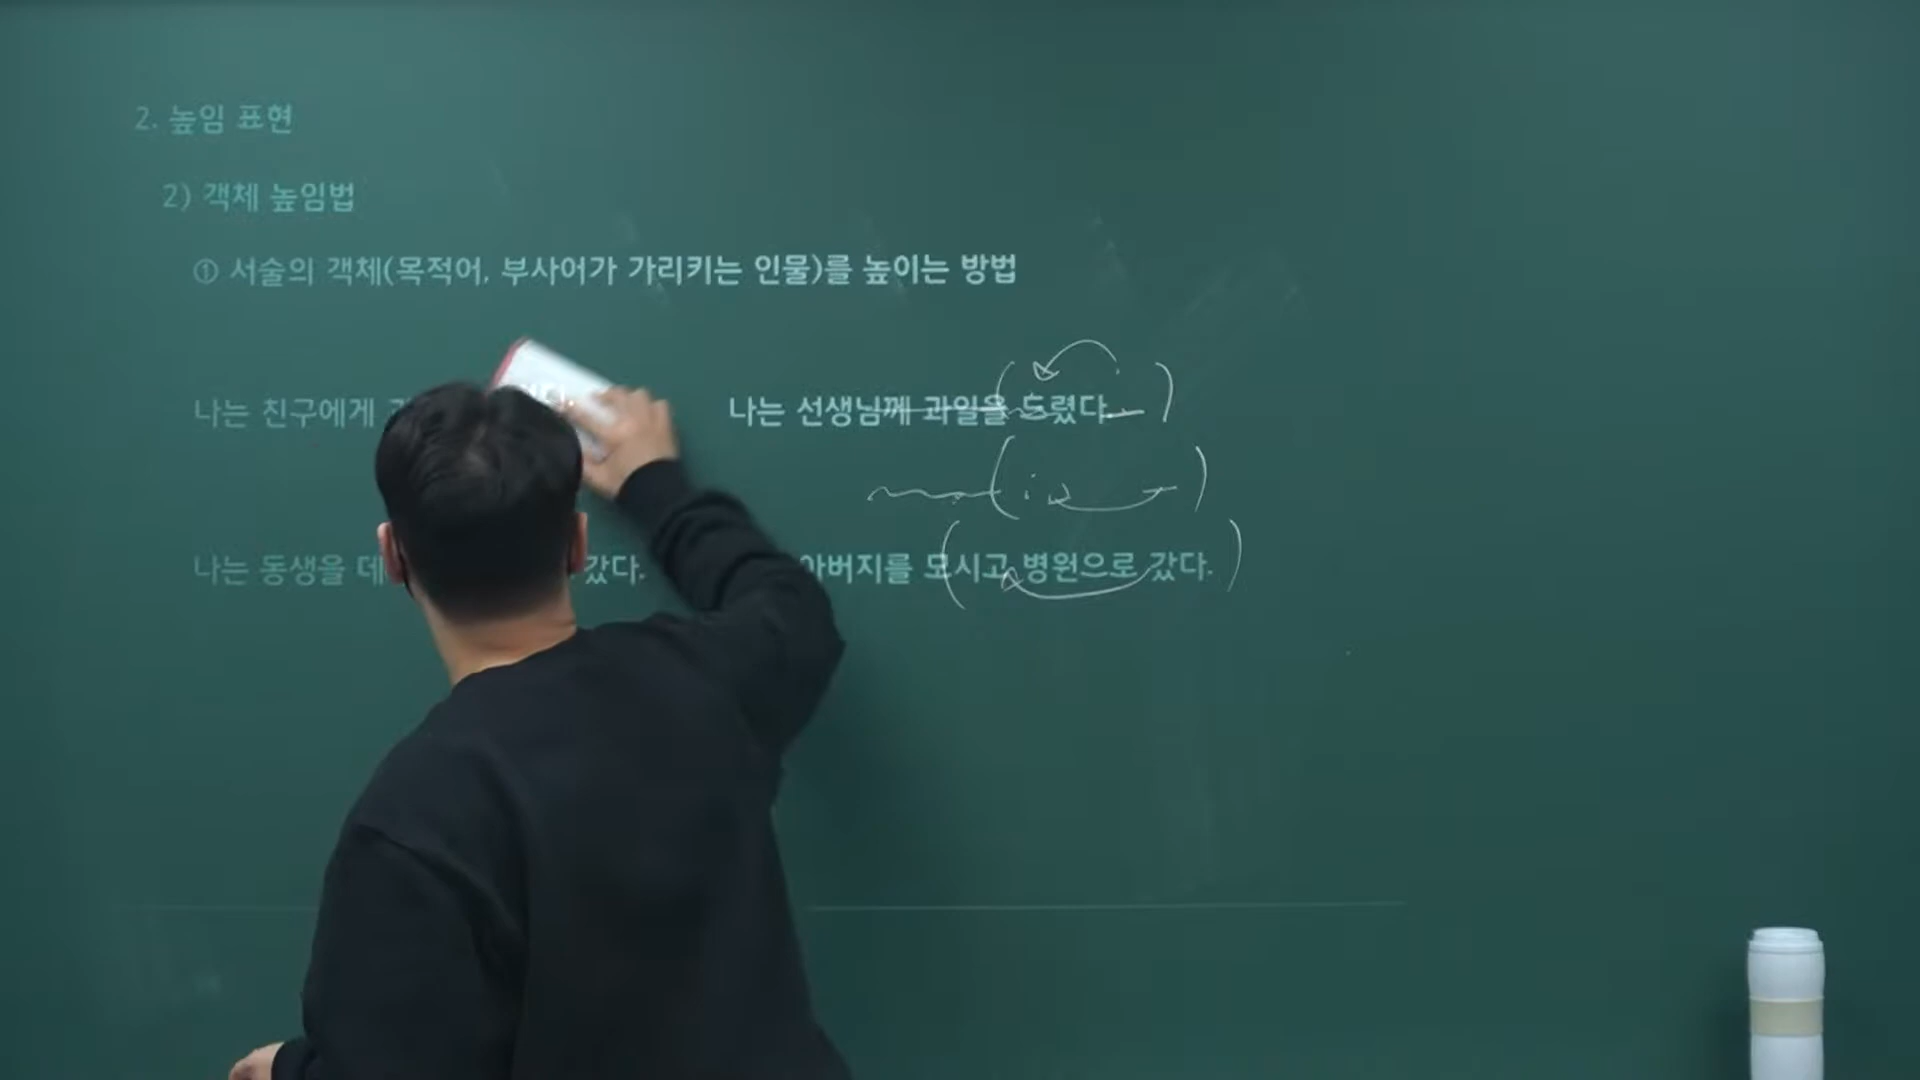 2. 높임 표현
2) 객체 높임법
① 서술의 객체(목적어, 부사어가 가리키는 인물)를 높이는 방법
나는 친구에게 나는 선생님께 과일을 드렸다.
나는 동생을 갔다. 아버지를 모시고 병원으로 갔다.